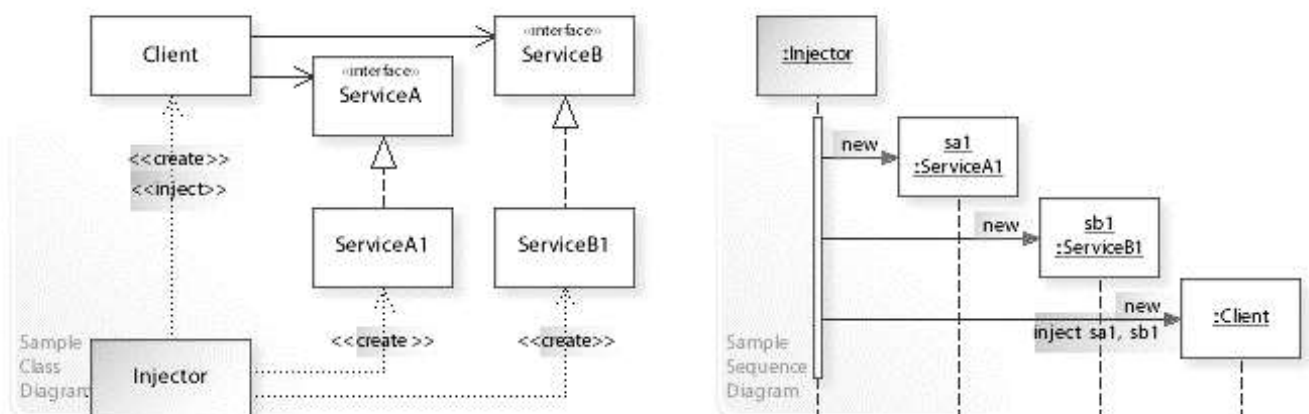 Client
«interface»
ServiceB
«interface»
ServiceA
<<create>>
<<inject>>
ServiceA1
ServiceB1
<<create >>
<<create>>
Injector
Sample
Class
Diagram
:Injector
new
sa1
:ServiceA1
new
sb1
:ServiceB1
new
inject sa1, sb1
:Client
Sample
Sequence
Diagram